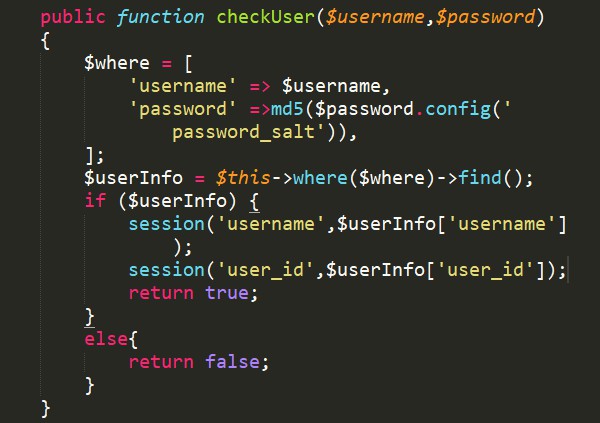 public function checkUser($username,$password)
{
    $where = [
        'username' => $username,
        'password' =>md5($password.config('
            password_salt')),
    ];
    $userInfo = $this->where($where)->find();
    if ($userInfo) {
        session('username',$userInfo['username']
            );
        session('user_id',$userInfo['user_id']);
        return true;
    }
    else{
        return false;
    }
}